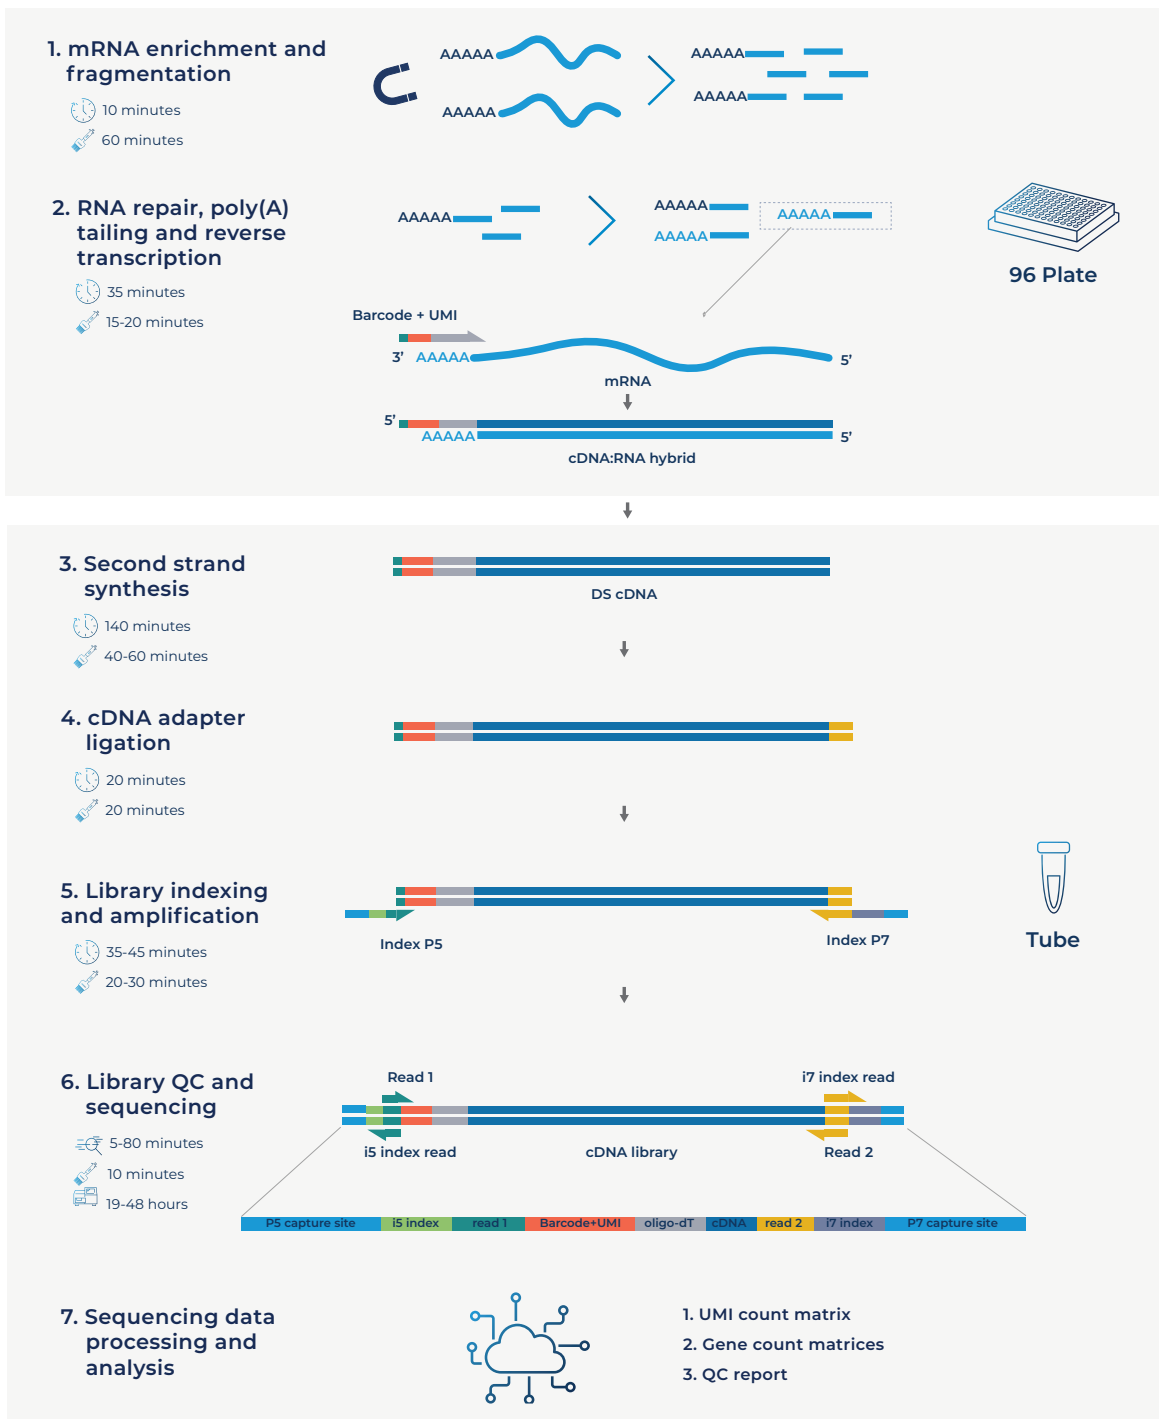 1. mRNA enrichment and
fragmentation
10 minutes
60 minutes
AAAAA
AAAAA
AAAAA
AAAAA
2. RNA repair, poly(A)
tailing and reverse
transcription
35 minutes
15-20 minutes
AAAAA
AAAAA
AAAAA
AAAAA
96 Plate
Barcode + UMI
3’ AAAAA
5’
mRNA
5’
AAAAA
5’
cDNA:RNA hybrid
3. Second strand
synthesis
140 minutes
40-60 minutes
DS cDNA
4. cDNA adapter
ligation
20 minutes
20 minutes
5. Library indexing
and amplification
35-45 minutes
20-30 minutes
Index P5
Index P7
Tube
6. Library QC and
sequencing
5-80 minutes
10 minutes
19-48 hours
Read 1
i7 index read
i5 index read
cDNA library
Read 2
P5 capture site i5 index read 1 Barcode+UMI oligo-dT cDNA read 2 i7 index P7 capture site
7. Sequencing data
processing and
analysis
1. UMI count matrix
2. Gene count matrices
3. QC report